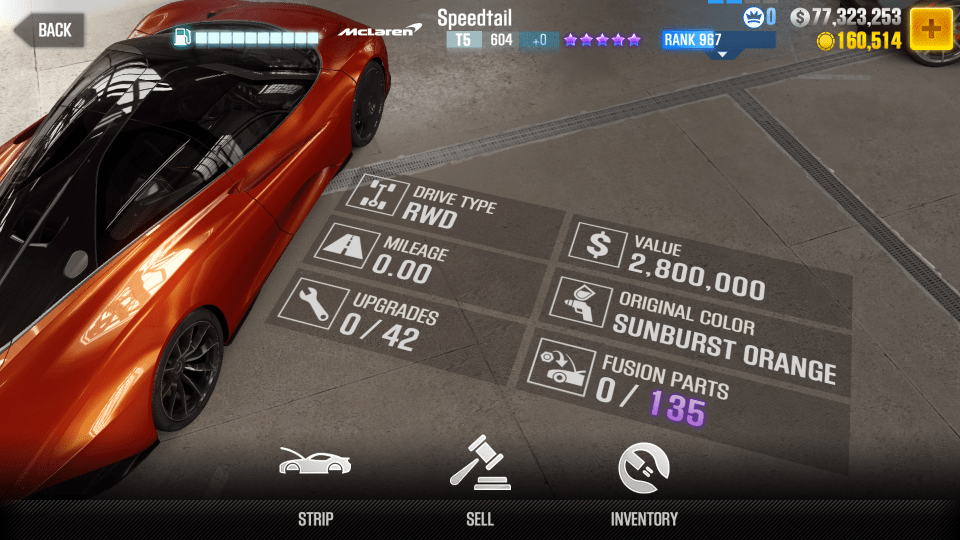 BACK
McLaren
Speedtail
T5 604 +0
RANK 967
0
$ 77,323,253
160,514
+
DRIVE TYPE
RWD
MILEAGE
0.00
UPGRADES
0 / 42
$
VALUE
2,800,000
ORIGINAL COLOR
SUNBURST ORANGE
FUSION PARTS
0 / 135
STRIP
SELL
INVENTORY